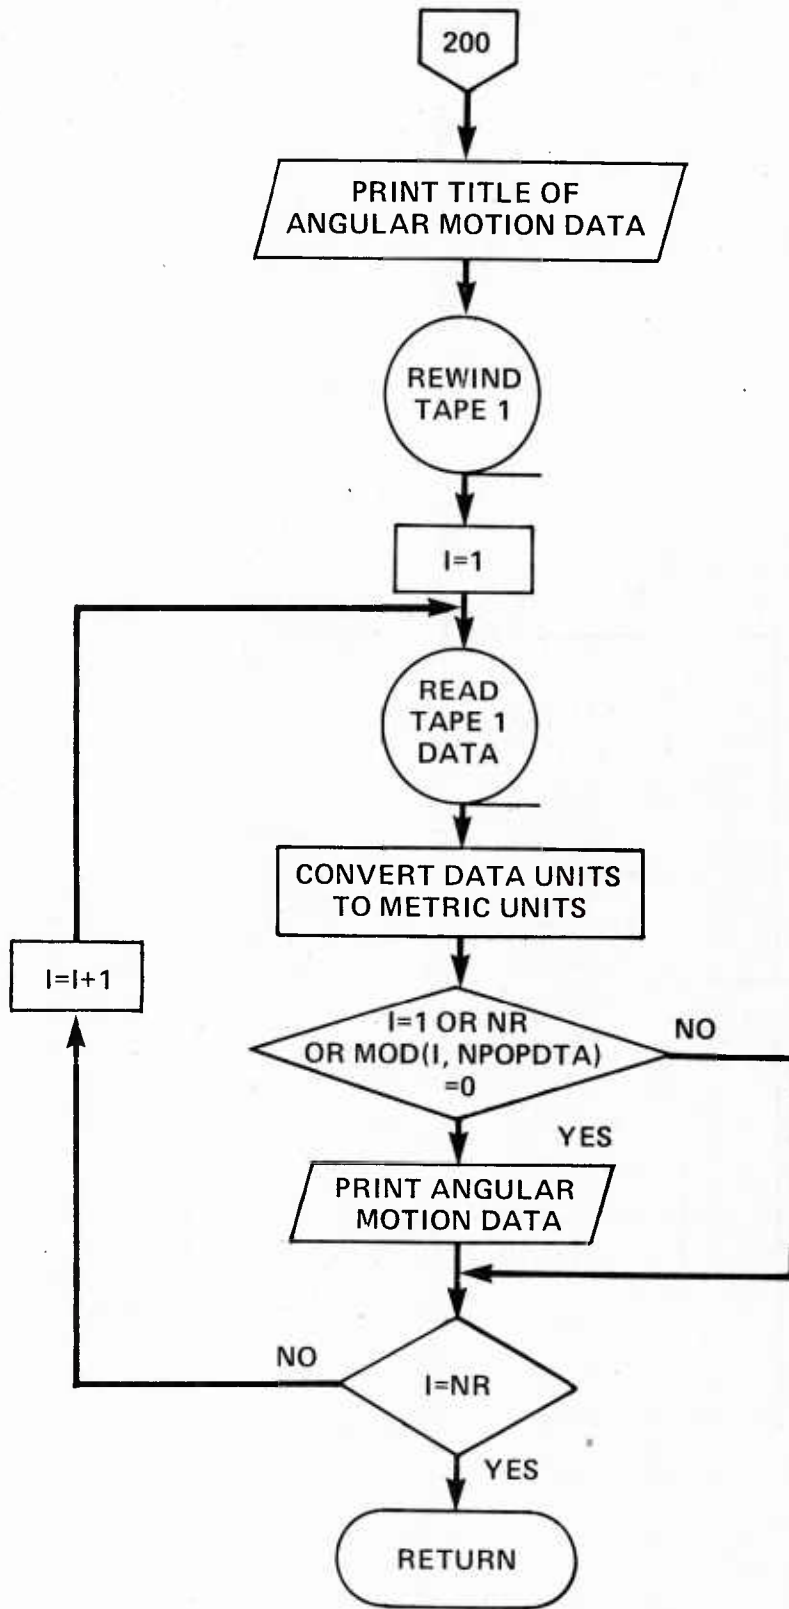 200
PRINT TITLE OF
ANGULAR MOTION DATA
REWIND
TAPE 1
I=1
READ
TAPE 1
DATA
CONVERT DATA UNITS
TO METRIC UNITS
I=I+1
I=1 OR NR
OR MOD(I, NPOPDTA)
=0
NO
YES
PRINT ANGULAR
MOTION DATA
NO
I=NR
YES
RETURN